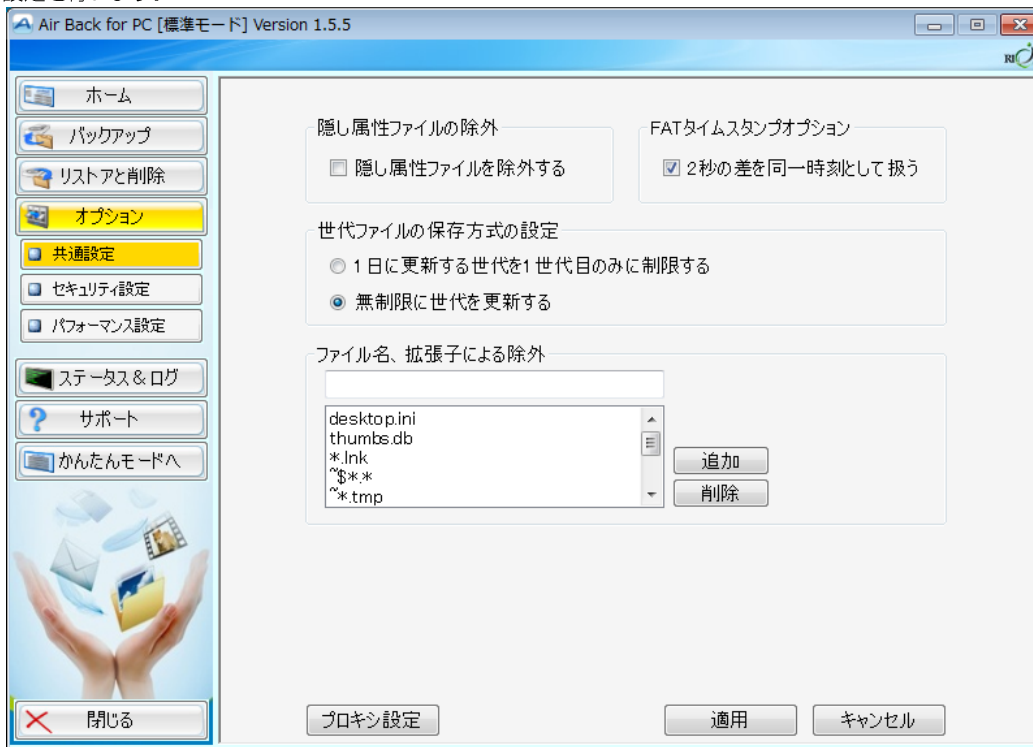 Air Back for PC [標準モード] Version 1.5.5
ホーム
バックアップ
リストアと削除
オプション
共通設定
セキュリティ設定
パフォーマンス設定
ステータス&ログ
サポート
かんたんモードへ
閉じる
隠し属性ファイルの除外
隠し属性ファイルを除外する
FATタイムスタンプオプション
2秒の差を同一時刻として扱う
世代ファイルの保存方式の設定
1日に更新する世代を1世代目のみに制限する
無制限に世代を更新する
ファイル名、拡張子による除外
desktop.ini
thumbs.db
*.lnk
~$*.*
~*.tmp
追加
削除
プロキシ設定
適用
キャンセル